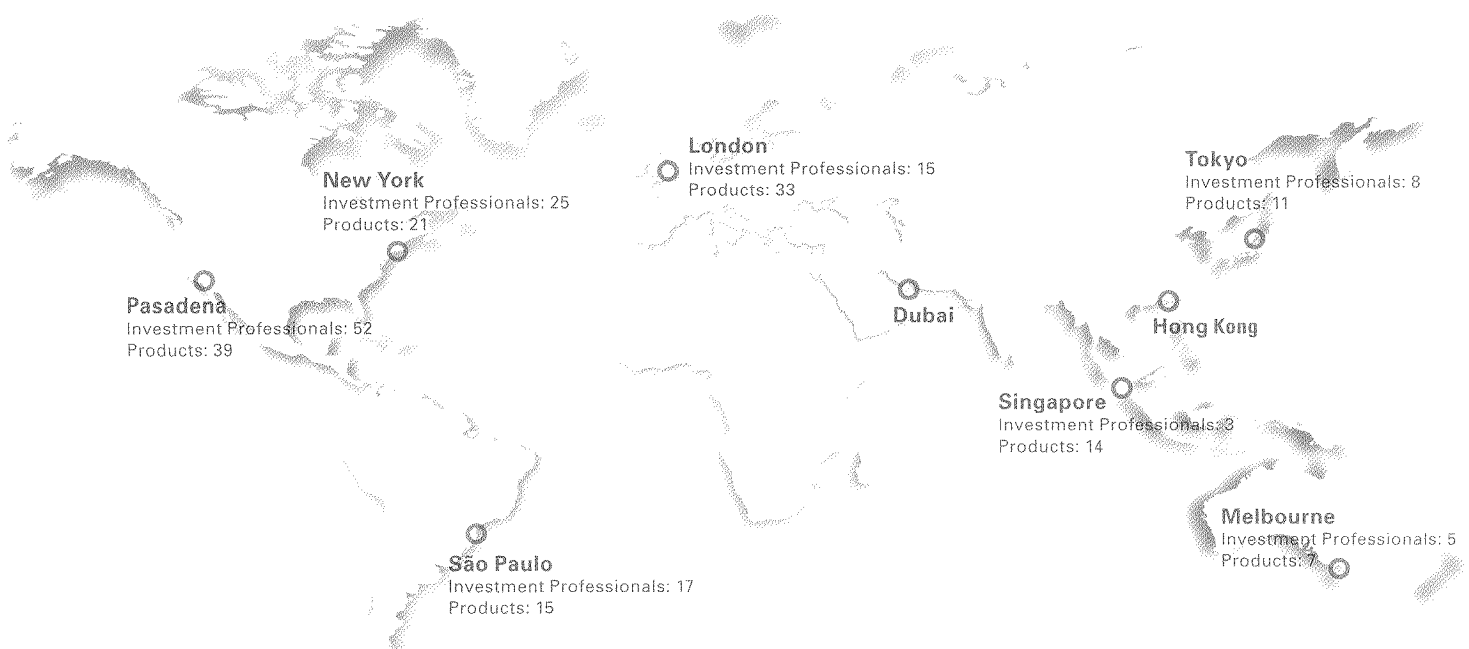 London
Investment Professionals: 15
Products: 33
Tokyo
Investment Professionals: 8
Products: 11
New York
Investment Professionals: 25
Products: 21
Pasadena
Investment Professionals: 52
Products: 39
Dubai
Hong Kong
Singapore
Investment Professionals: 3
Products: 14
Melbourne
Investment Professionals: 5
Products: 7
São Paulo
Investment Professionals: 17
Products: 15